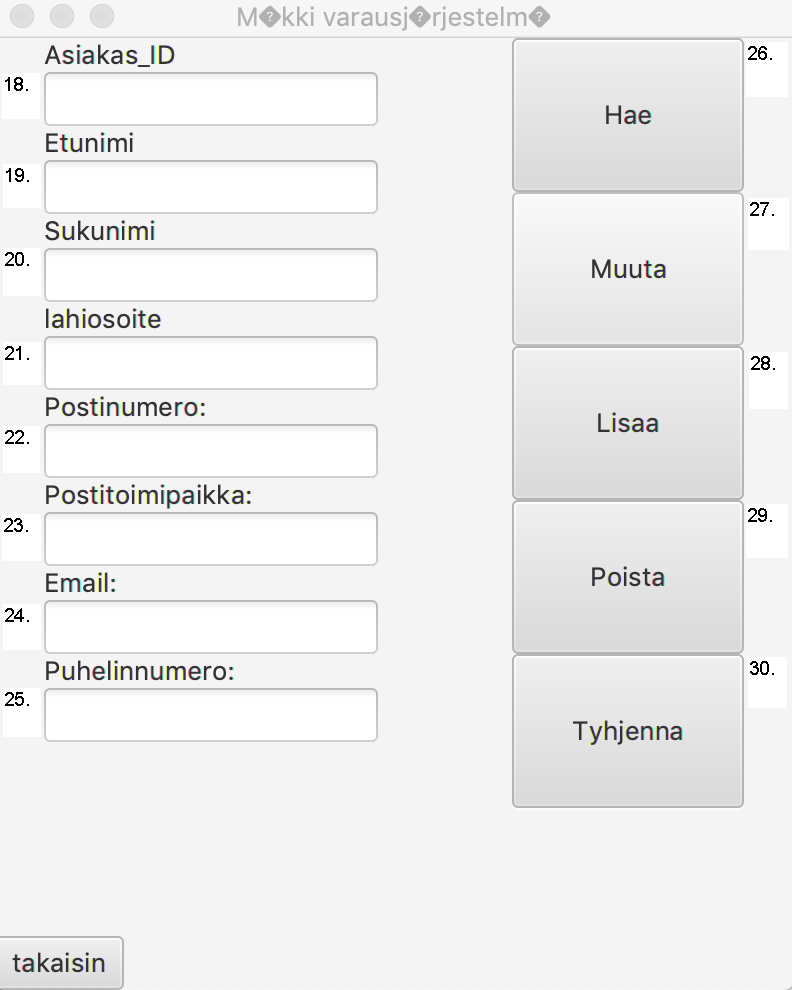 M�kki varausj�rjestelm�
Asiakas_ID
18.
Etunimi
19.
Sukunimi
20.
lahiosoite
21.
Postinumero:
22.
Postitoimipaikka:
23.
Email:
24.
Puhelinnumero:
25.
26.
Hae
27.
Muuta
28.
Lisaa
29.
Poista
30.
Tyhjenna
takaisin